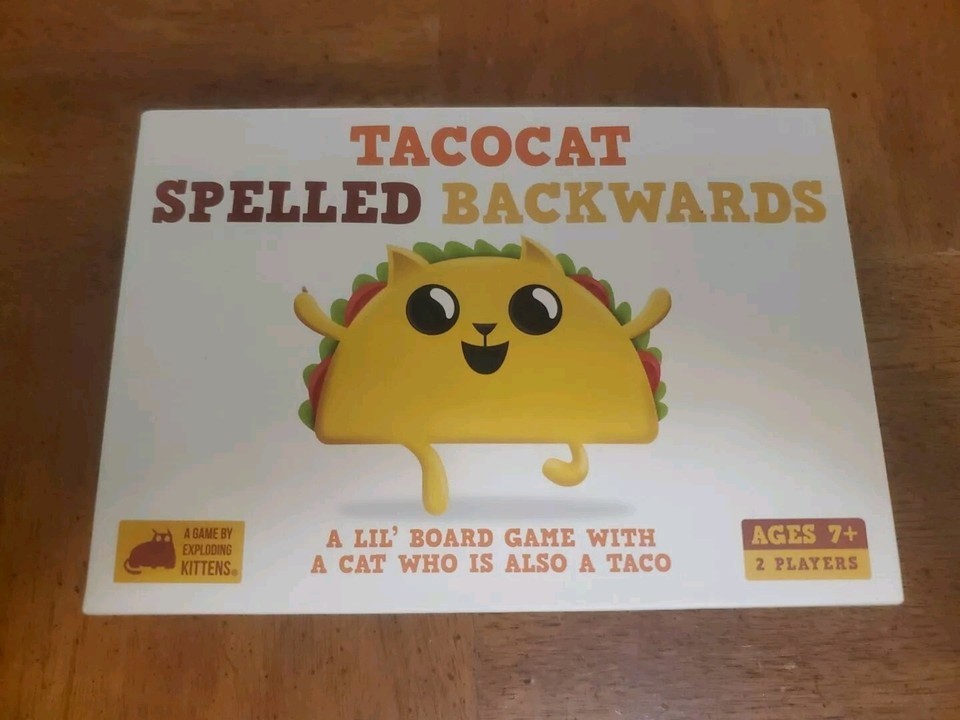 TACOCAT
SPELLED BACKWARDS
A GAME BY
EXPLODING
KITTENS®
A LIL' BOARD GAME WITH
A CAT WHO IS ALSO A TACO
AGES 7+
2 PLAYERS